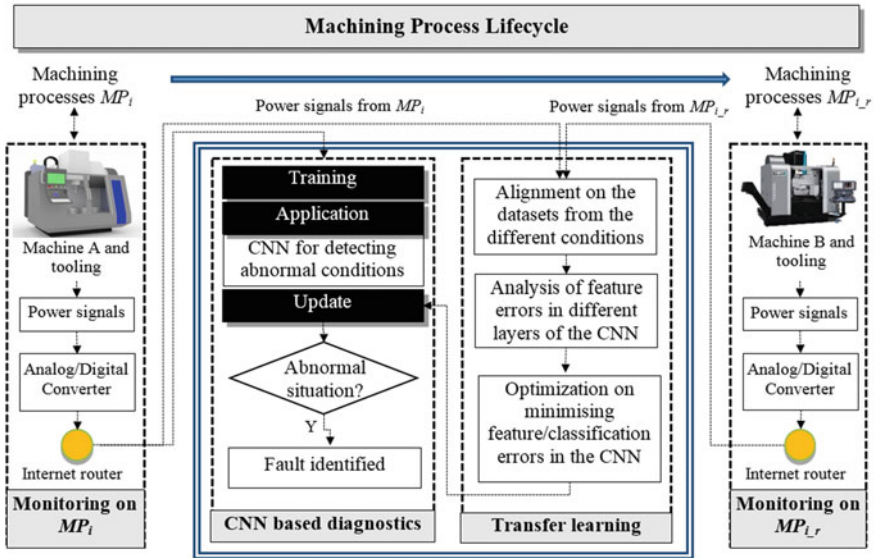 Machining Process Lifecycle
Machining
processes MPi
Power signals from MPi
Power signals from MPi_r
Machining
processes MPi_r
Machine A and
tooling
Power signals
Analog/Digital
Converter
Internet router
Monitoring on
MPi
Training
Application
CNN for detecting
abnormal conditions
Update
Abnormal
situation?
Y
Fault identified
CNN based diagnostics
Alignment on the
datasets from the
different conditions
Analysis of feature
errors in different
layers of the CNN
Optimization on
minimising
feature/classification
errors in the CNN
Transfer learning
Machine B and
tooling
Power signals
Analog/Digital
Converter
Internet router
Monitoring on
MPi_r